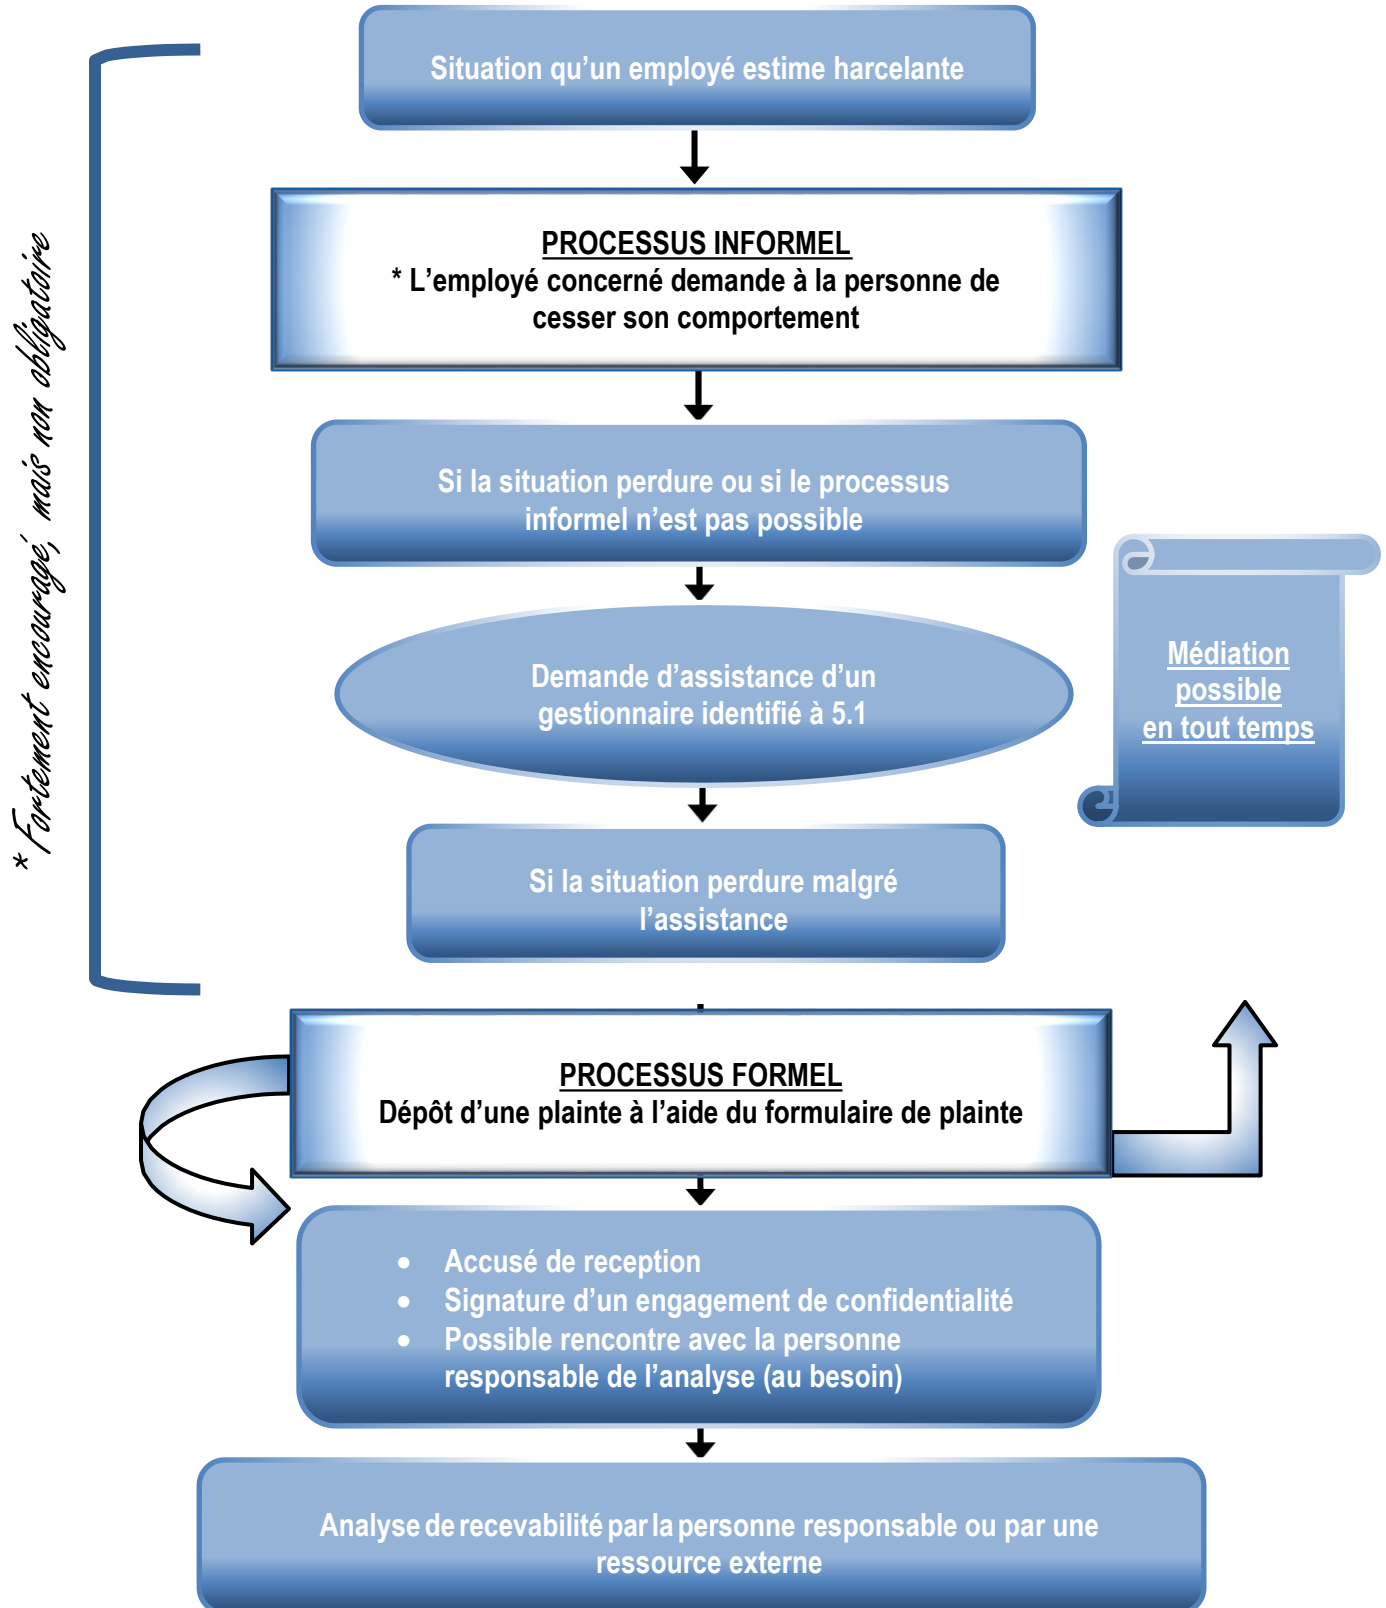 Situation qu'un employé estime harcelante
PROCESSUS INFORMEL
* L'employé concerné demande à la personne de
cesser son comportement
* Fortement encouragé, mais non obligatoire
Si la situation perdure ou si le processus
informel n'est pas possible
Demande d'assistance d'un
gestionnaire identifié à 5.1
Médiation
possible
en tout temps
Si la situation perdure malgré
l'assistance
PROCESSUS FORMEL
Dépôt d'une plainte à l'aide du formulaire de plainte
• Accusé de reception
• Signature d'un engagement de confidentialité
• Possible rencontre avec la personne
responsable de l'analyse (au besoin)
Analyse de recevabilité par la personne responsable ou par une
ressource externe